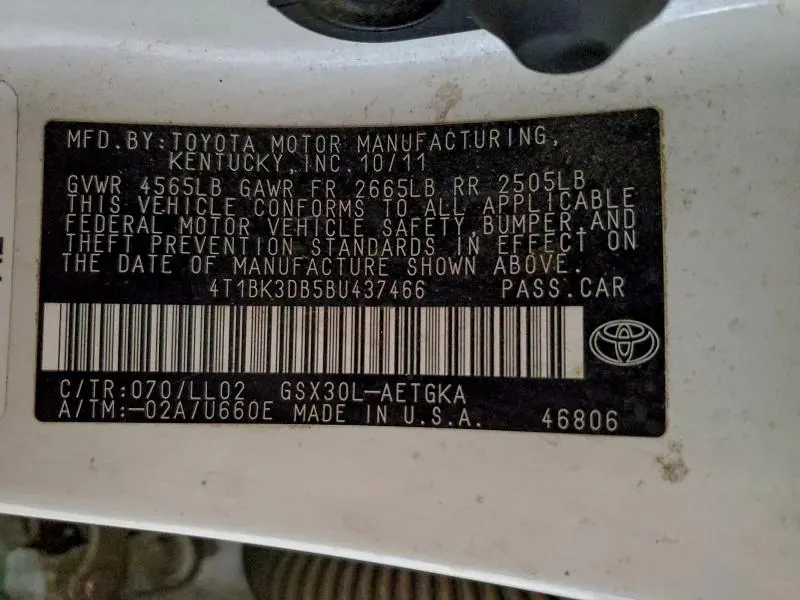 MFD.BY:TOYOTA MOTOR MANUFACTURING,
KENTUCKY,INC. 10/11
GVWR 4565LB GAWR FR 2665LB RR 2505LB
THIS VEHICLE CONFORMS TO ALL APPLICABLE
FEDERAL MOTOR VEHICLE SAFETY,BUMPER,AND
THEFT PREVENTION STANDARDS IN EFFECT ON
THE DATE OF MANUFACTURE SHOWN ABOVE.
4T1BK3DB5BU437466 PASS.CAR
C/TR:070/LL02 GSX30L-AETGKA
A/TM:-02A/U660E MADE IN U.S.A. 46806